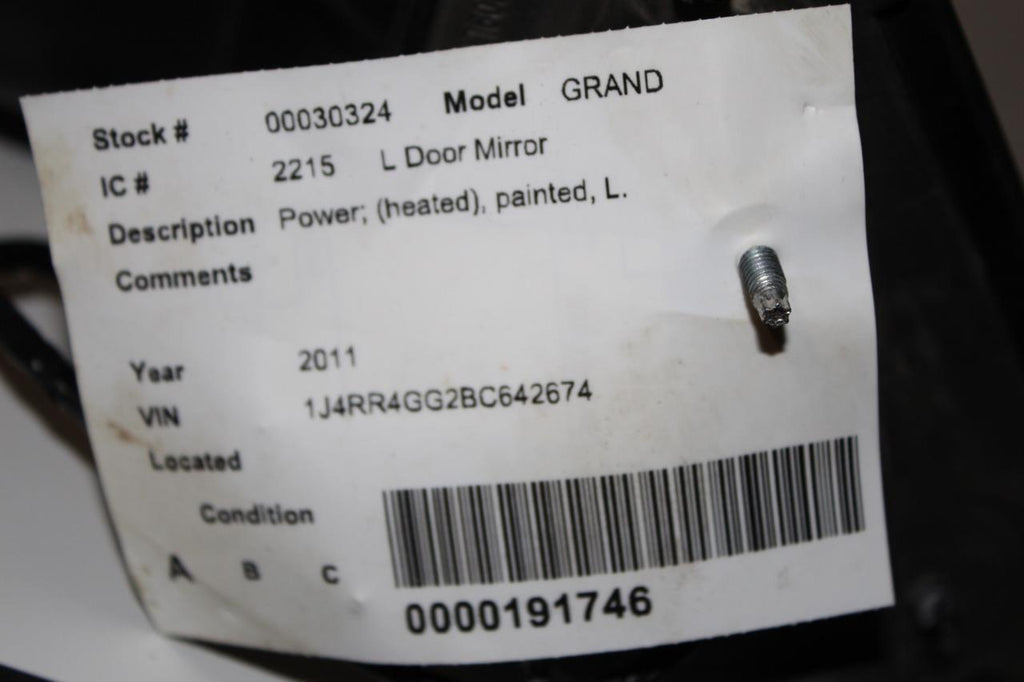 Stock # 00030324 Model GRAND
IC # 2215 L Door Mirror
Description Power; (heated), painted, L.
Comments
Year 2011
VIN 1J4RR4GG2BC642674
Located
Condition
A B C
0000191746